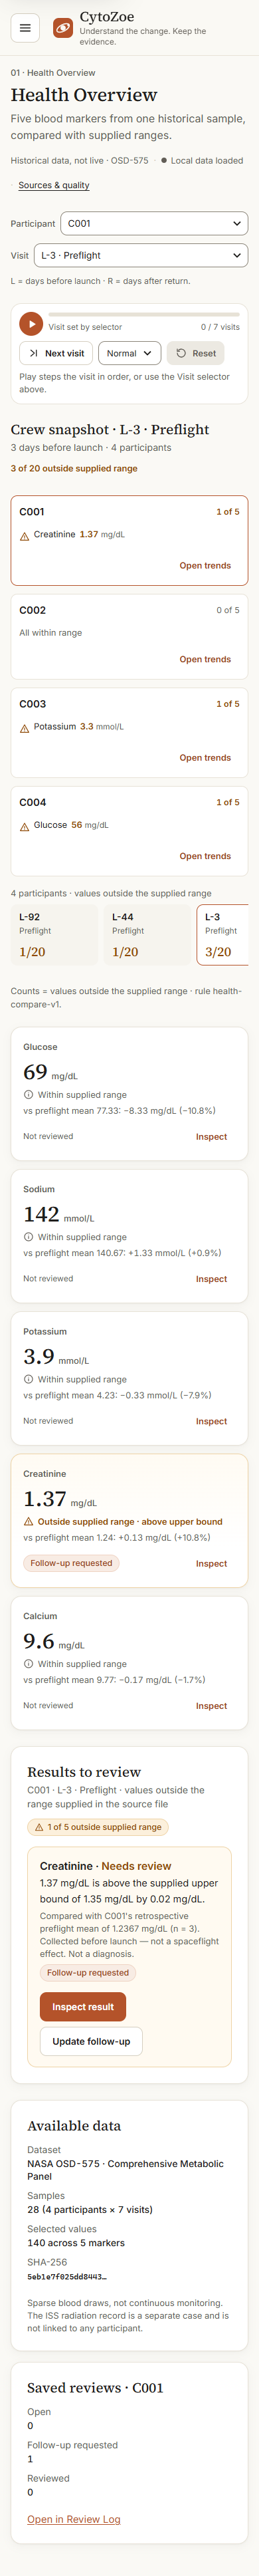 CytoZoe
Understand the change. Keep the
evidence.
01 · Health Overview
Health Overview
Five blood markers from one historical sample,
compared with supplied ranges.
Historical data, not live · OSD-575 · ● Local data loaded
· Sources & quality
Participant C001
Visit L-3 · Preflight
L = days before launch · R = days after return.
Visit set by selector 0 / 7 visits
Next visit Normal Reset
Play steps the visit in order, or use the Visit selector
above.
Crew snapshot · L-3 · Preflight
3 days before launch · 4 participants
3 of 20 outside supplied range
C001 1 of 5
Creatinine 1.37 mg/dL
Open trends
C002 0 of 5
All within range
Open trends
C003 1 of 5
Potassium 3.3 mmol/L
Open trends
C004 1 of 5
Glucose 56 mg/dL
Open trends
4 participants · values outside the supplied range
L-92 L-44 L-3
Preflight Preflight Preflight
1/20 1/20 3/20
Counts = values outside the supplied range · rule health-
compare-v1.
Glucose
69 mg/dL
Within supplied range
vs preflight mean 77.33: −8.33 mg/dL (−10.8%)
Not reviewed Inspect
Sodium
142 mmol/L
Within supplied range
vs preflight mean 140.67: +1.33 mmol/L (+0.9%)
Not reviewed Inspect
Potassium
3.9 mmol/L
Within supplied range
vs preflight mean 4.23: −0.33 mmol/L (−7.9%)
Not reviewed Inspect
Creatinine
1.37 mg/dL
Outside supplied range · above upper bound
vs preflight mean 1.24: +0.13 mg/dL (+10.8%)
Follow-up requested Inspect
Calcium
9.6 mg/dL
Within supplied range
vs preflight mean 9.77: −0.17 mg/dL (−1.7%)
Not reviewed Inspect
Results to review
C001 · L-3 · Preflight · values outside the
range supplied in the source file
1 of 5 outside supplied range
Creatinine · Needs review
1.37 mg/dL is above the supplied upper
bound of 1.35 mg/dL by 0.02 mg/dL.
Compared with C001's retrospective
preflight mean of 1.2367 mg/dL (n = 3).
Collected before launch — not a spaceflight
effect. Not a diagnosis.
Follow-up requested
Inspect result
Update follow-up
Available data
Dataset
NASA OSD-575 · Comprehensive Metabolic
Panel
Samples
28 (4 participants × 7 visits)
Selected values
140 across 5 markers
SHA-256
5eb1e7f025dd8443…
Sparse blood draws, not continuous monitoring.
The ISS radiation record is a separate case and is
not linked to any participant.
Saved reviews · C001
Open
0
Follow-up requested
1
Reviewed
0
Open in Review Log